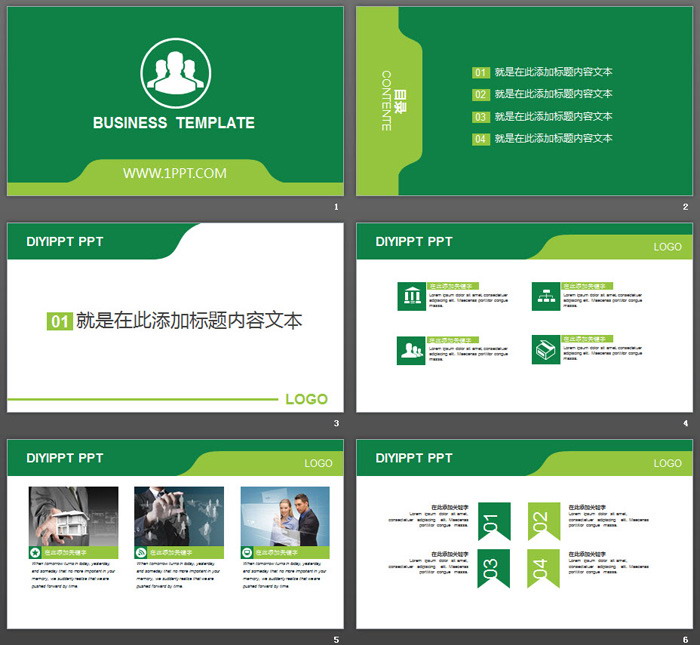 BUSINESS TEMPLATE
WWW.1PPT.COM
1
目录
CONTENTE
01 就是在此添加标题内容文本
02 就是在此添加标题内容文本
03 就是在此添加标题内容文本
04 就是在此添加标题内容文本
2
DIYIPPT PPT
01 就是在此添加标题内容文本
LOGO
3
DIYIPPT PPT
LOGO
在此添加关键字
Lorem ipsum dolor sit amet, consectetuer
adipiscing elit. Maecenas porttitor congue
massa.
在此添加关键字
Lorem ipsum dolor sit amet, consectetuer
adipiscing elit. Maecenas porttitor congue
massa.
在此添加关键字
Lorem ipsum dolor sit amet, consectetuer
adipiscing elit. Maecenas porttitor congue
massa.
在此添加关键字
Lorem ipsum dolor sit amet, consectetuer
adipiscing elit. Maecenas porttitor congue
massa.
4
DIYIPPT PPT
LOGO
在此添加关键字
When tomorrow turns in today, yesterday,
and someday that no more important in your
memory, we suddenly realize that we are
pushed forward by time.
在此添加关键字
When tomorrow turns in today, yesterday,
and someday that no more important in your
memory, we suddenly realize that we are
pushed forward by time.
在此添加关键字
When tomorrow turns in today, yesterday,
and someday that no more important in your
memory, we suddenly realize that we are
pushed forward by time.
5
DIYIPPT PPT
LOGO
在此添加关键字
Lorem ipsum dolor sit amet,
consectetuer adipiscing elit. Maecenas
porttitor congue massa.
01
02
在此添加关键字
Lorem ipsum dolor sit amet,
consectetuer adipiscing elit. Maecenas
porttitor congue massa.
在此添加关键字
Lorem ipsum dolor sit amet,
consectetuer adipiscing elit. Maecenas
porttitor congue massa.
03
04
在此添加关键字
Lorem ipsum dolor sit amet,
consectetuer adipiscing elit. Maecenas
porttitor congue massa.
6